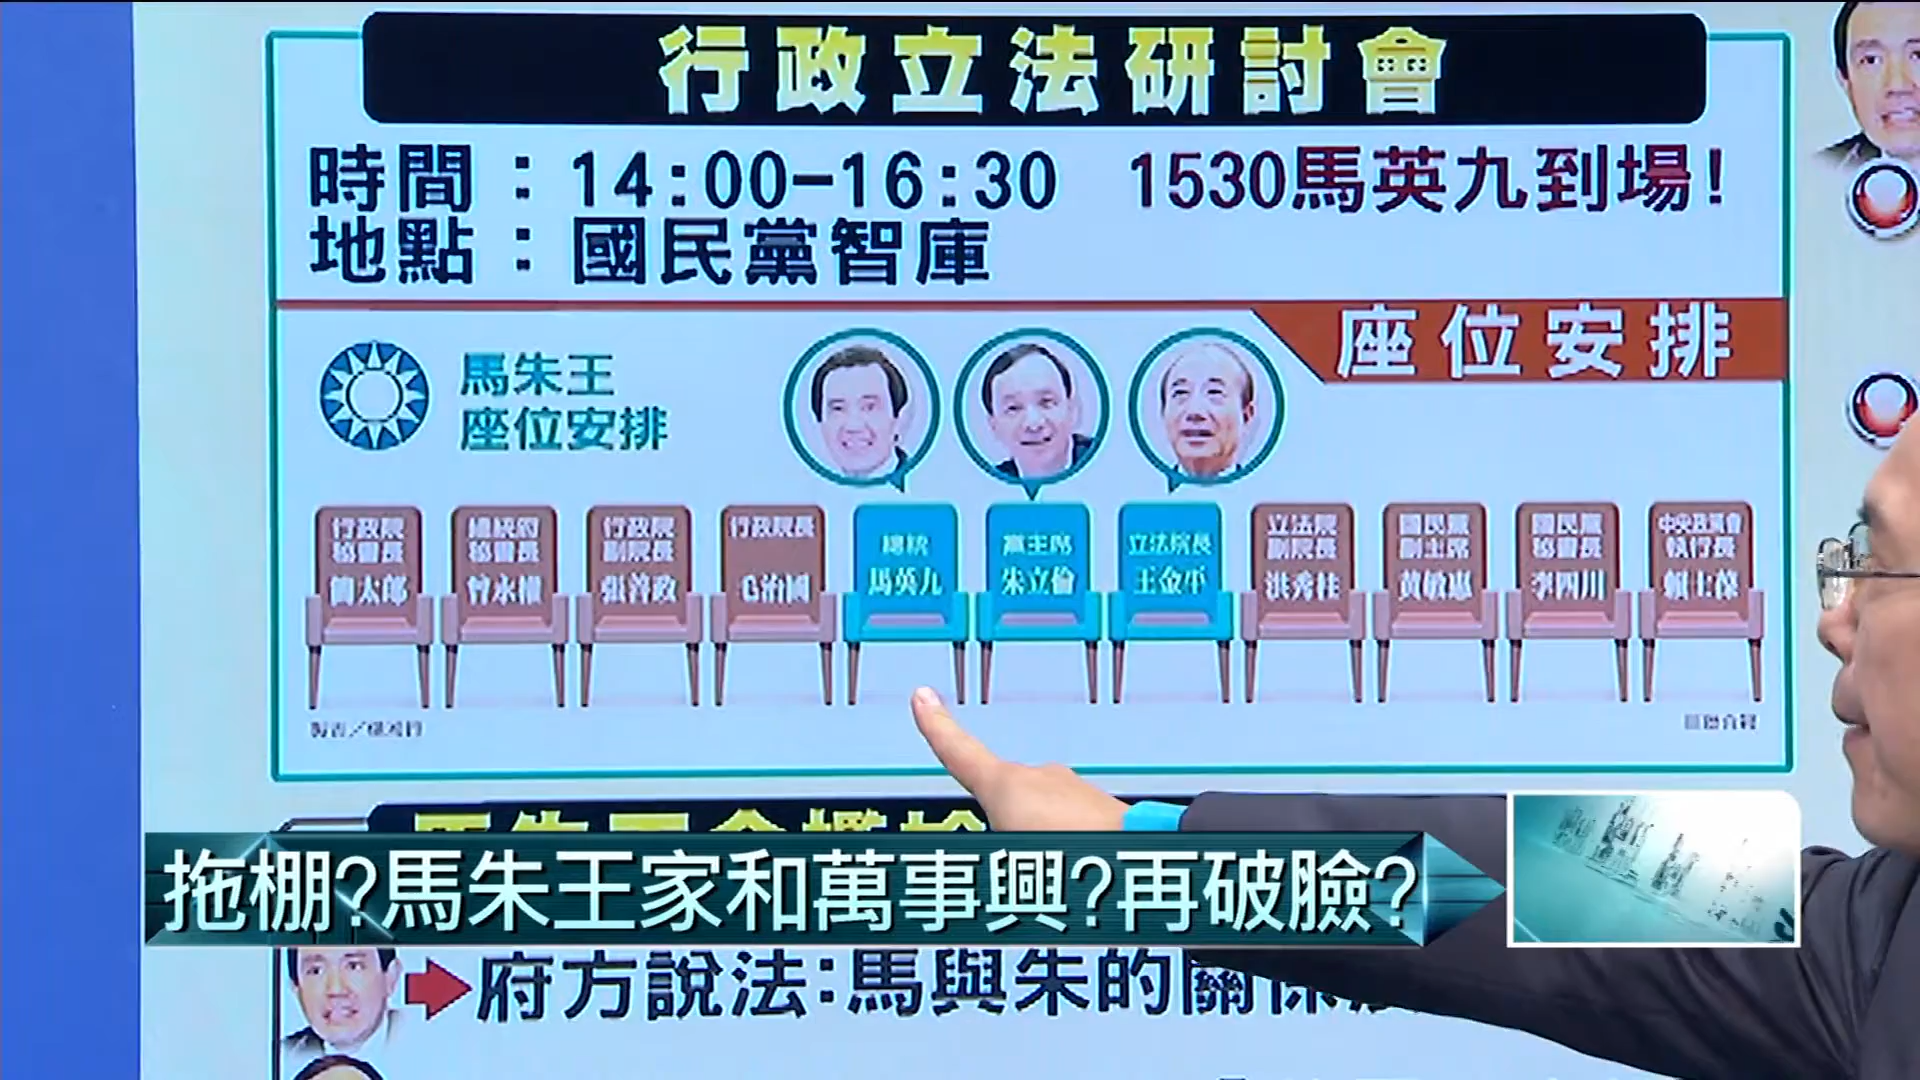 行政立法研討會
時間：14:00-16:30 1530馬英九到場!
地點：國民黨智庫
座位安排
馬朱王
座位安排
行政院
秘書長
簡太郎
總統府
秘書長
曾永權
行政院
副院長
張善政
行政院長
毛治國
總統
馬英九
黨主席
朱立倫
立法院長
王金平
立法院
副院長
洪秀柱
國民黨
副主席
黃敏惠
國民黨
秘書長
李四川
中央政策會
執行長
賴士葆
拖棚?馬朱王家和萬事興?再破臉?
府方說法:馬與朱的關係